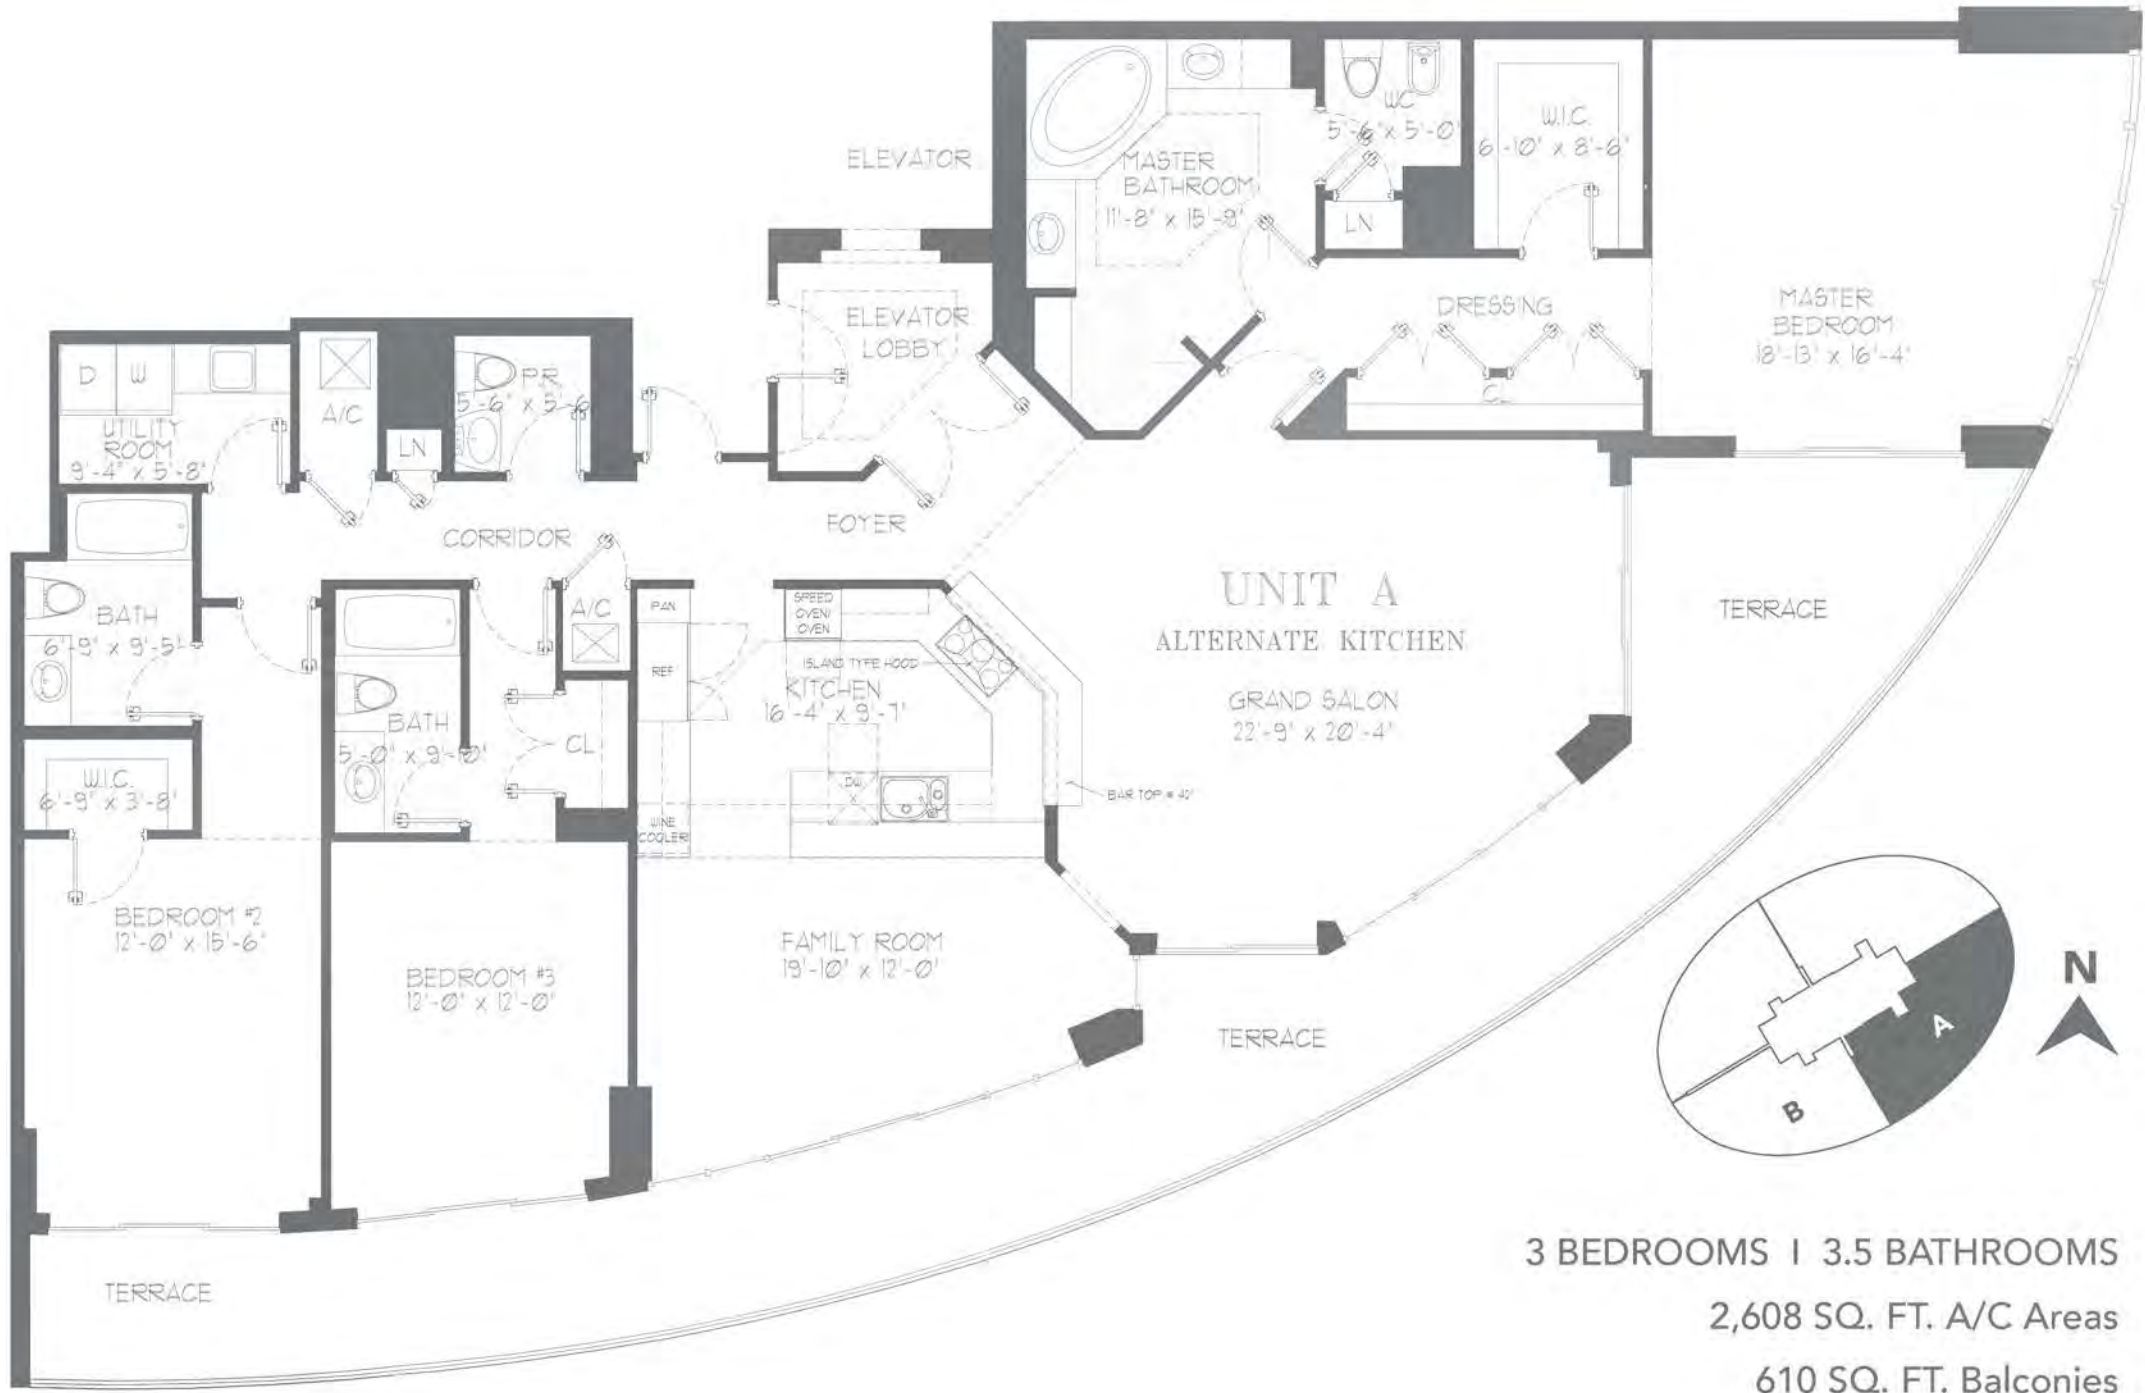 ELEVATOR
MASTER
BATHROOM
11'-8" x 15'-9"
WC
5'-6" x 5'-0"
W.I.C.
6'-10" x 8'-6"
LN
ELEVATOR
LOBBY
DRESSING
CL
MASTER
BEDROOM
18'-13" x 16'-4"
D
W
UTILITY
ROOM
9'-4" x 5'-8"
A/C
LN
P.R.
5'-6" x 5'-6
CORRIDOR
FOYER
BATH
6'-9" x 9'-5"
A/C
PAN
REF
SPEED
OVEN/
OVEN
ISLAND TYPE HOOD
KITCHEN
16'-4" x 9'-7"
UNIT A
ALTERNATE KITCHEN
GRAND SALON
22'-9" x 20'-4"
TERRACE
BATH
5'-0" x 9'-10"
CL
W.I.C.
6'-9" x 3'-8"
DW
WINE
COOLER
BAR TOP @ 42"
BEDROOM #2
12'-0" x 15'-6"
BEDROOM #3
12'-0" x 12'-0"
FAMILY ROOM
19'-10" x 12'-0"
TERRACE
TERRACE
A
B
N
3 BEDROOMS I 3.5 BATHROOMS
2,608 SQ. FT. A/C Areas
610 SQ. FT. Balconies